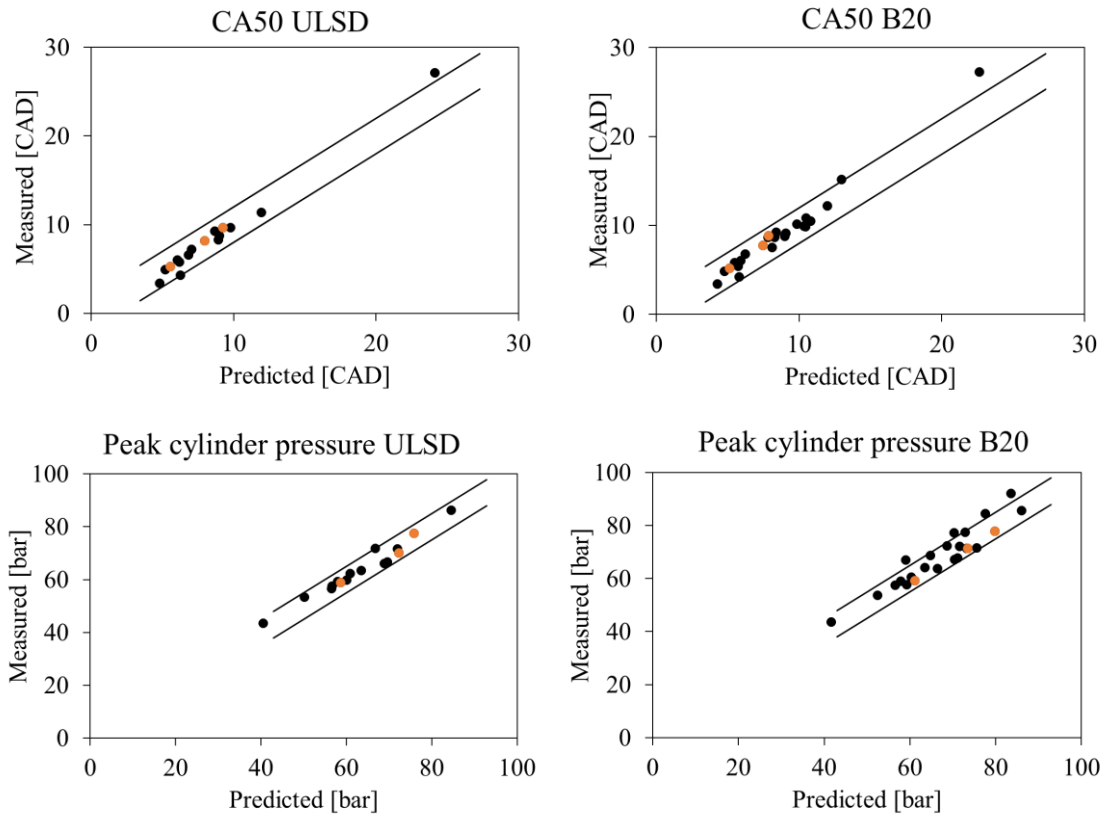 CA50 ULSD
30
20
10
0
Measured [CAD]
0 10 20 30
Predicted [CAD]
CA50 B20
30
20
10
0
Measured [CAD]
0 10 20 30
Predicted [CAD]
Peak cylinder pressure ULSD
100
80
60
40
20
0
Measured [bar]
0 20 40 60 80 100
Predicted [bar]
Peak cylinder pressure B20
100
80
60
40
20
0
Measured [bar]
0 20 40 60 80 100
Predicted [bar]